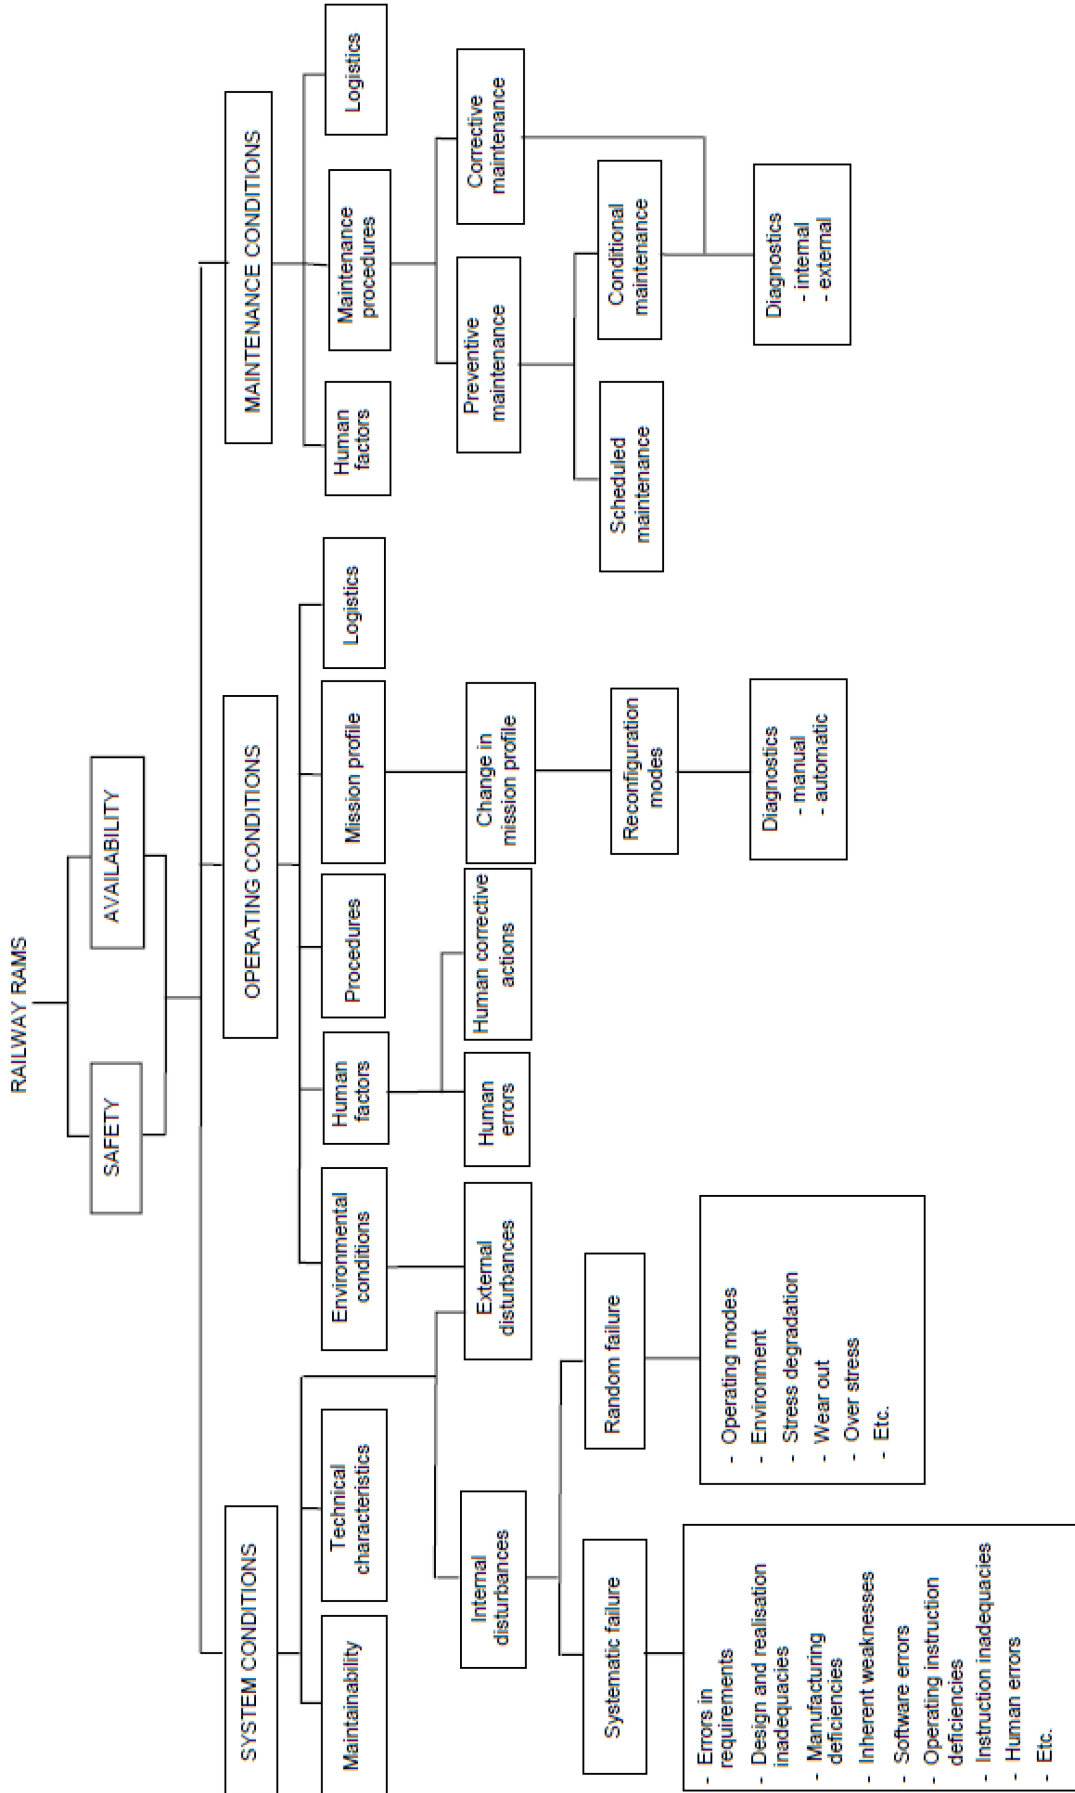 RAILWAY RAMS
SAFETY
AVAILABILITY
SYSTEM CONDITIONS
OPERATING CONDITIONS
MAINTENANCE CONDITIONS
Maintainability
Technical
characteristics
Environmental
conditions
Human
factors
Procedures
Mission profile
Logistics
Human
factors
Maintenance
procedures
Logistics
Internal
disturbances
External
disturbances
Human
errors
Human corrective
actions
Change in
mission profile
Preventive
maintenance
Corrective
maintenance
Systematic failure
Random failure
Reconfiguration
modes
Scheduled
maintenance
Conditional
maintenance
- Errors in
requirements
- Design and realisation
inadequacies
- Manufacturing
deficiencies
- Inherent weaknesses
- Software errors
- Operating instruction
deficiencies
- Instruction inadequacies
- Human errors
- Etc.
- Operating modes
- Environment
- Stress degradation
- Wear out
- Over stress
- Etc.
Diagnostics
- manual
- automatic
Diagnostics
- internal
- external